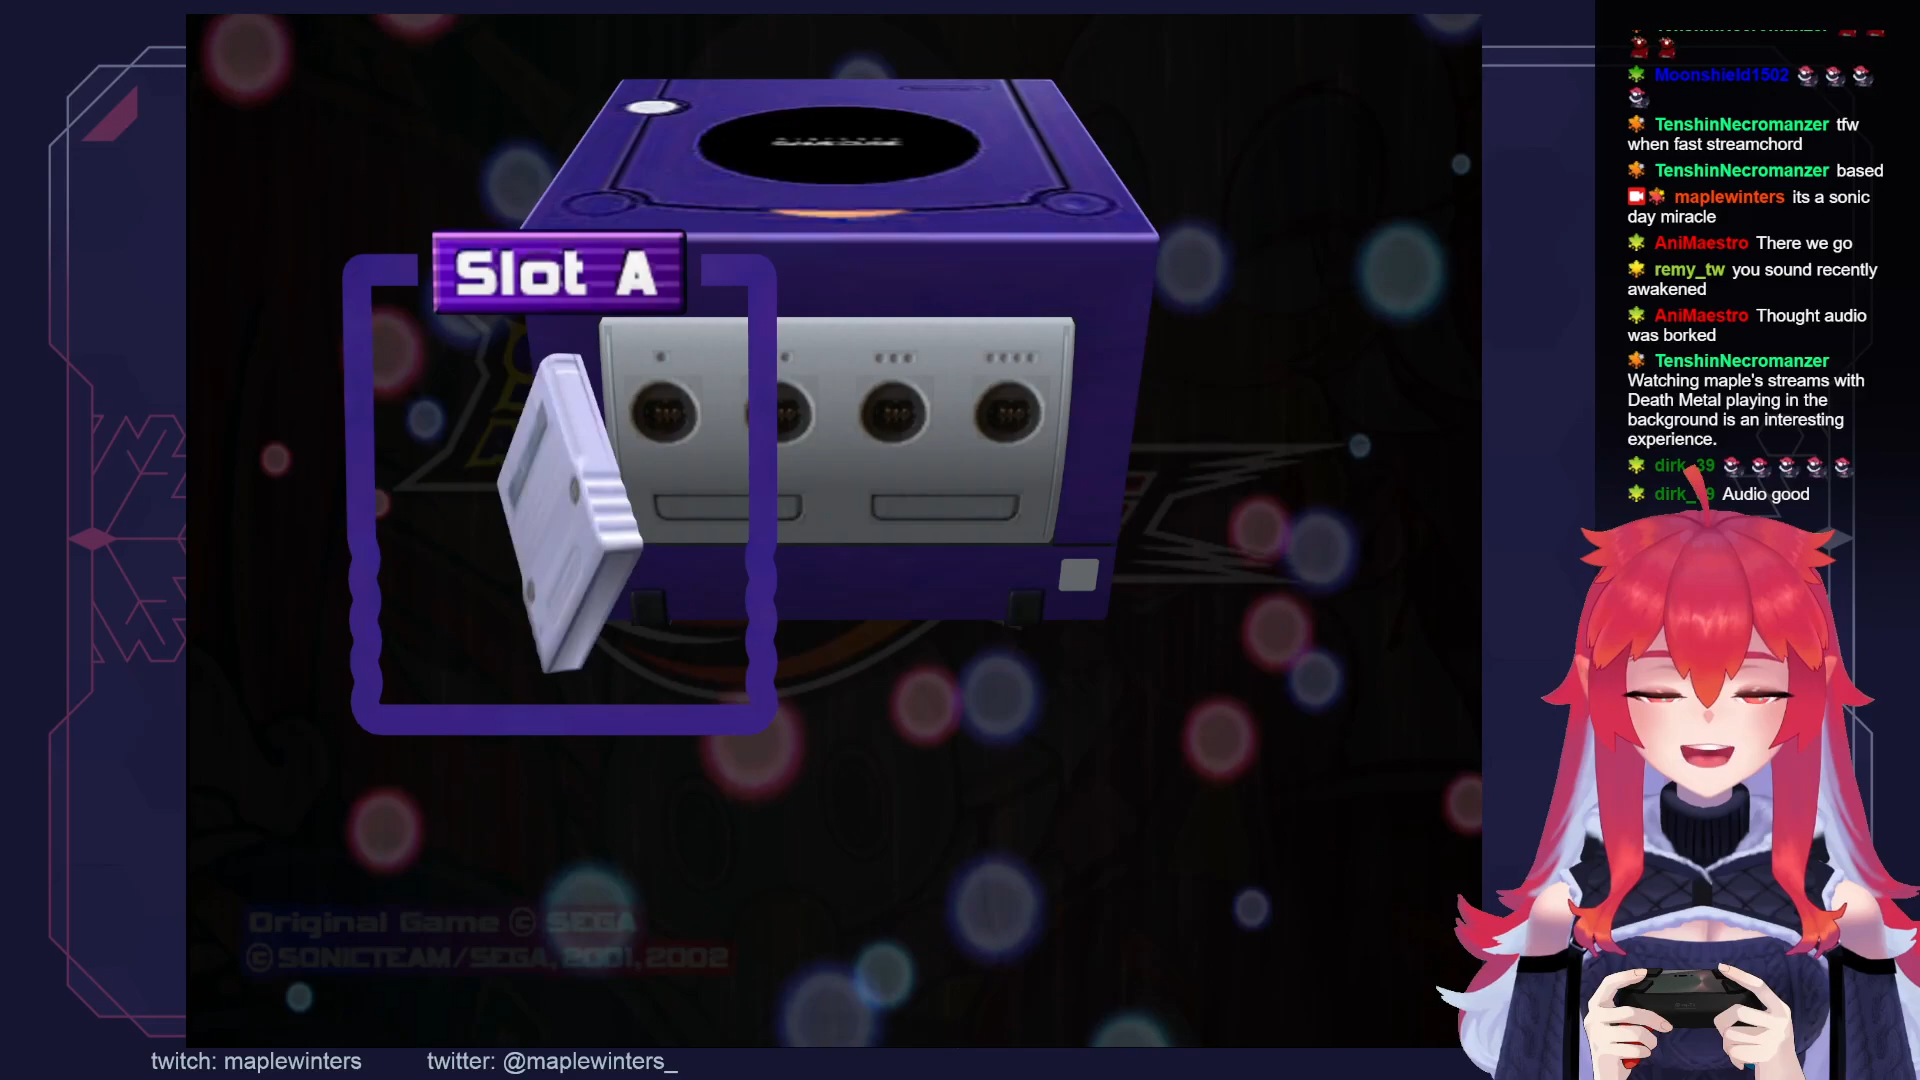 Slot A
Original Game © SEGA
©SONICTEAM/SEGA, 2001, 2002
Moonshield1502
TenshinNecromanzer tfw
when fast streamchord
TenshinNecromanzer based
maplewinters its a sonic
day miracle
AniMaestro There we go
remy_tw you sound recently
awakened
AniMaestro Thought audio
was borked
TenshinNecromanzer
Watching maple's streams with
Death Metal playing in the
background is an interesting
experience.
dirk_39
dirk_39 Audio good
twitch: maplewinters twitter: @maplewinters_